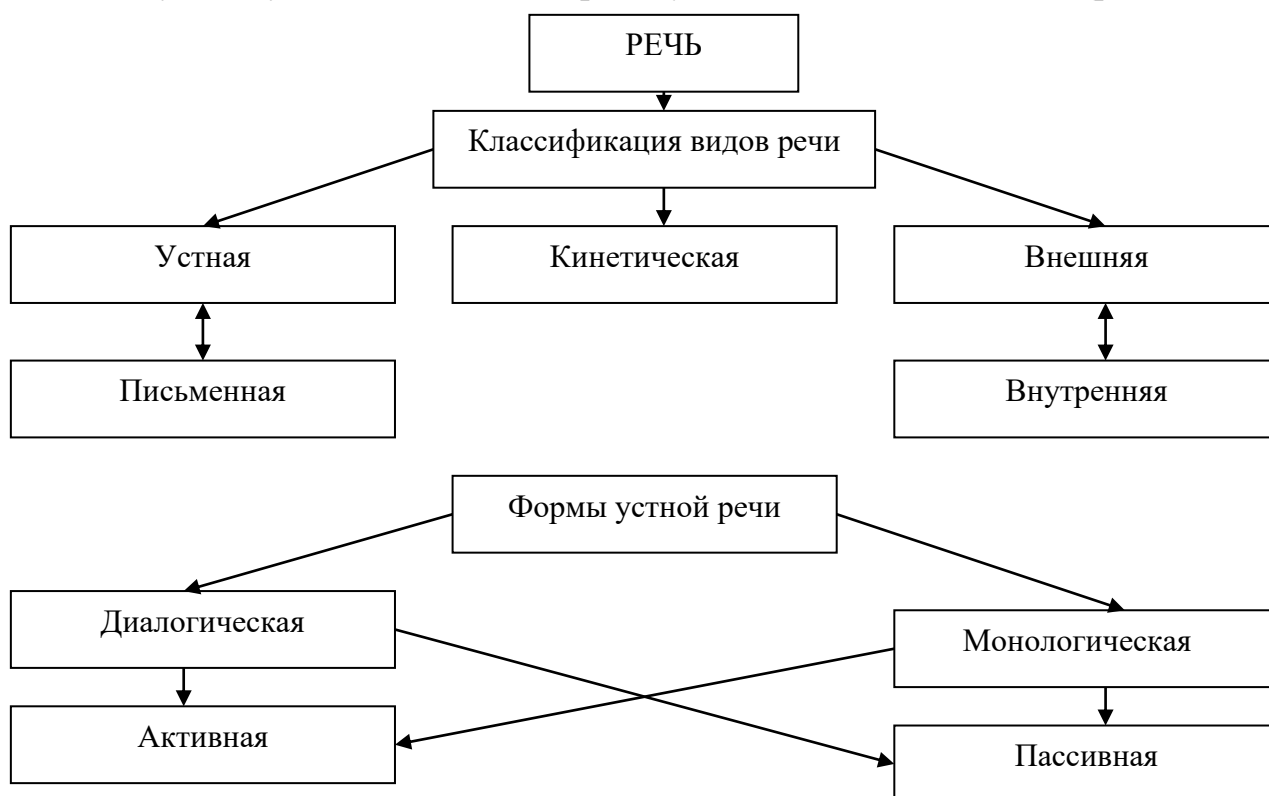 РЕЧЬ
Классификация видов речи
Устная
Кинетическая
Внешняя
Письменная
Внутренняя
Формы устной речи
Диалогическая
Монологическая
Активная
Пассивная